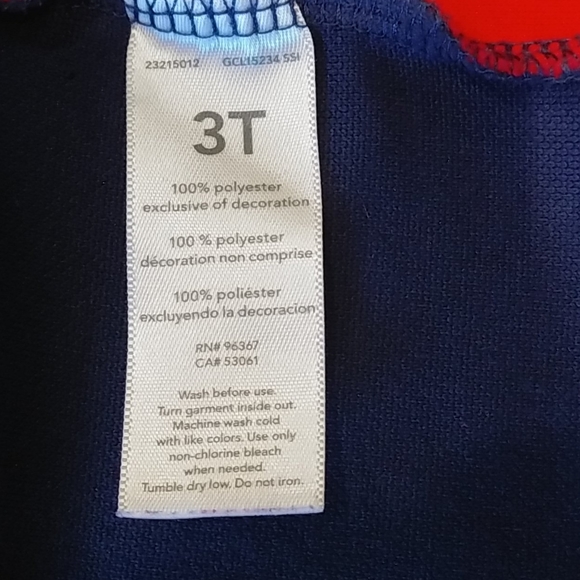 23215012 GCL15234 SSI
3T
100% polyester
exclusive of decoration
100 % polyester
décoration non comprise
100% poliéster
excluyendo la decoracion
RN# 96367
CA# 53061
Wash before use.
Turn garment inside out.
Machine wash cold
with like colors. Use only
non-chlorine bleach
when needed.
Tumble dry low. Do not iron.